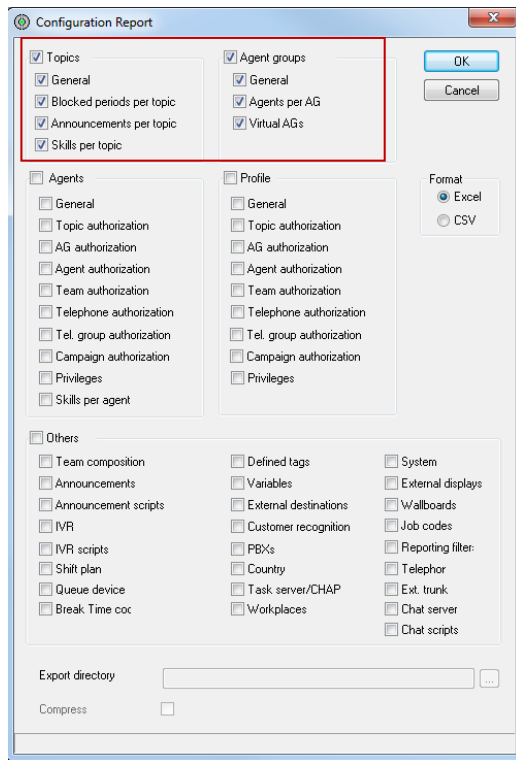 Configuration Report
Topics
General
Blocked periods per topic
Announcements per topic
Skills per topic
Agent groups
General
Agents per AG
Virtual AGs
OK
Cancel
Agents
General
Topic authorization
AG authorization
Agent authorization
Team authorization
Telephone authorization
Tel. group authorization
Campaign authorization
Privileges
Skills per agent
Profile
General
Topic authorization
AG authorization
Agent authorization
Team authorization
Telephone authorization
Tel. group authorization
Campaign authorization
Privileges
Format
Excel
CSV
Others
Team composition
Announcements
Announcement scripts
IVR
IVR scripts
Shift plan
Queue device
Break Time coc
Defined tags
Variables
External destinations
Customer recognition
PBXs
Country
Task server/CHAP
Workplaces
System
External displays
Wallboards
Job codes
Reporting filter:
Telephor
Ext. trunk
Chat server
Chat scripts
Export directory
...
Compress